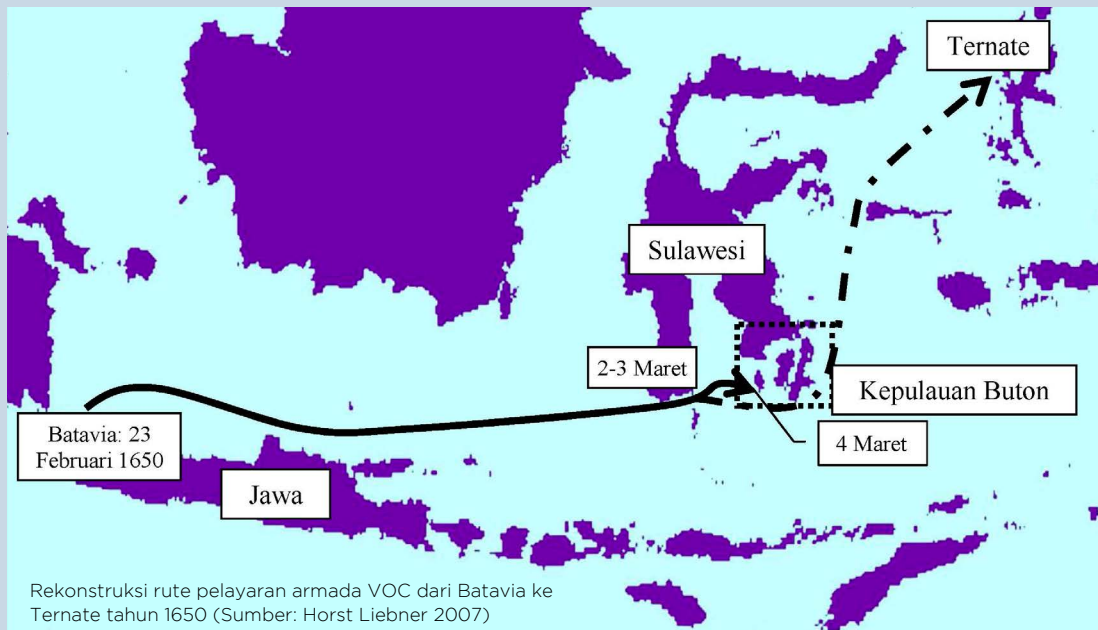 Ternate
Sulawesi
2-3 Maret
Kepulauan Buton
Batavia: 23
Februari 1650
4 Maret
Jawa
Rekonstruksi rute pelayaran armada VOC dari Batavia ke
Ternate tahun 1650 (Sumber: Horst Liebner 2007)